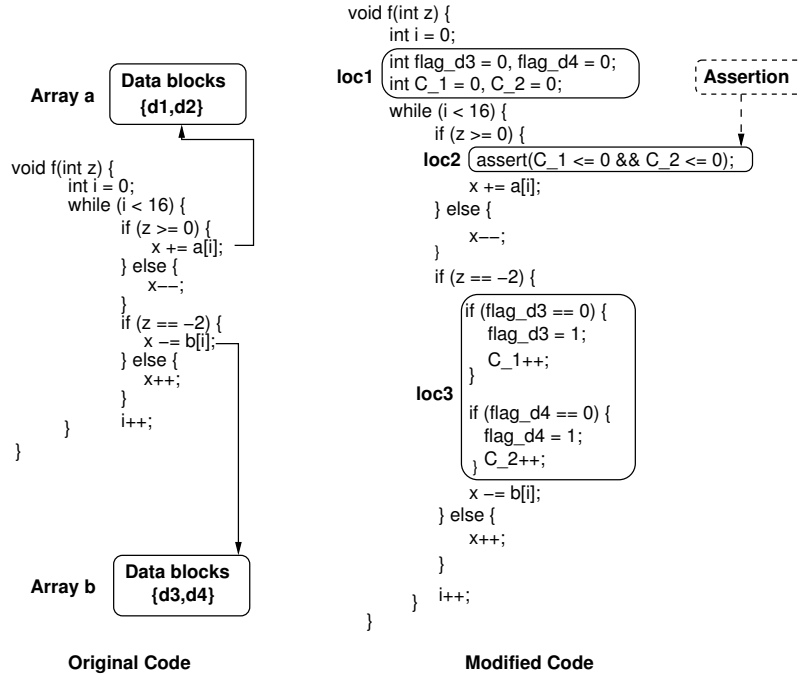 Array a
Data blocks
{d1,d2}
void f(int z) {
int i = 0;
while (i < 16) {
if (z >= 0) {
x += a[i];
} else {
x−−;
}
if (z == −2) {
x −= b[i];
} else {
x++;
}
i++;
}
}
Array b
Data blocks
{d3,d4}
Original Code
void f(int z) {
int i = 0;
loc1
int flag_d3 = 0, flag_d4 = 0;
int C_1 = 0, C_2 = 0;
Assertion
while (i < 16) {
if (z >= 0) {
loc2 assert(C_1 <= 0 && C_2 <= 0);
x += a[i];
} else {
x−−;
}
if (z == −2) {
loc3
if (flag_d3 == 0) {
flag_d3 = 1;
C_1++;
}
if (flag_d4 == 0) {
flag_d4 = 1;
} C_2++;
x −= b[i];
} else {
x++;
}
} i++;
}
Modified Code